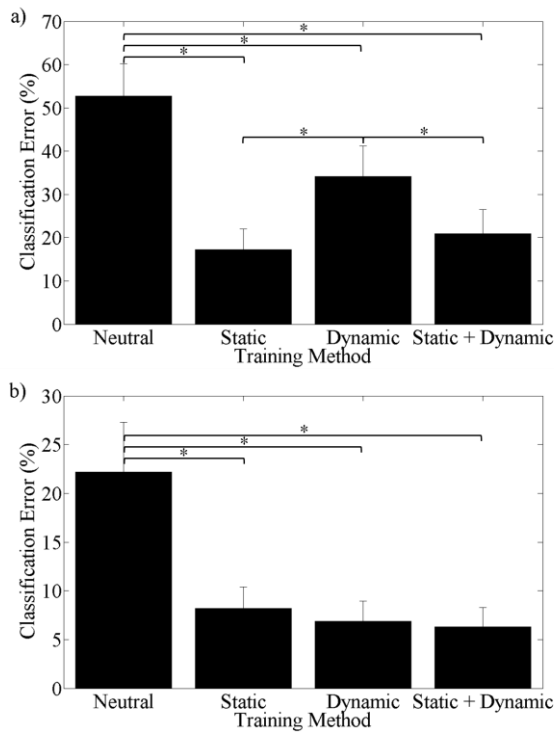 a)
70
60
50
40
30
20
10
0
Classification Error (%)
*
*
*
*
*
Neutral Static Dynamic Static + Dynamic
Training Method
b)
30
25
20
15
10
5
0
Classification Error (%)
*
*
*
Neutral Static Dynamic Static + Dynamic
Training Method